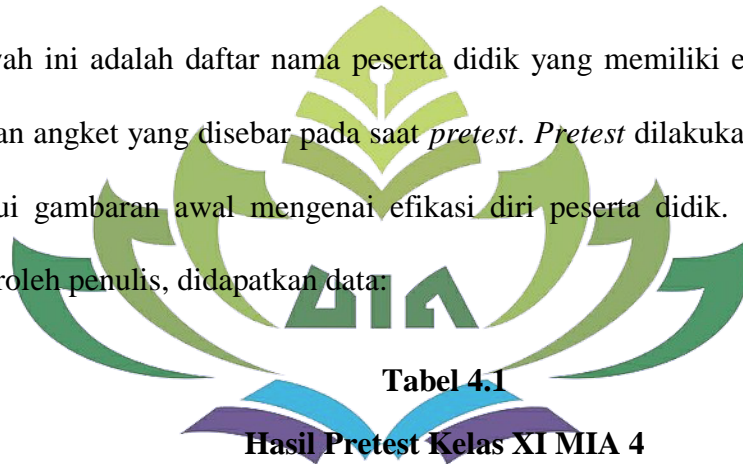 ah ini adalah daftar nama peserta didik yang memiliki e
an angket yang disebar pada saat pretest. Pretest dilakuka
ui gambaran awal mengenai efikasi diri peserta didik.
roleh penulis, didapatkan data:
Tabel 4.1
Hasil Pretest Kelas XI MIA 4